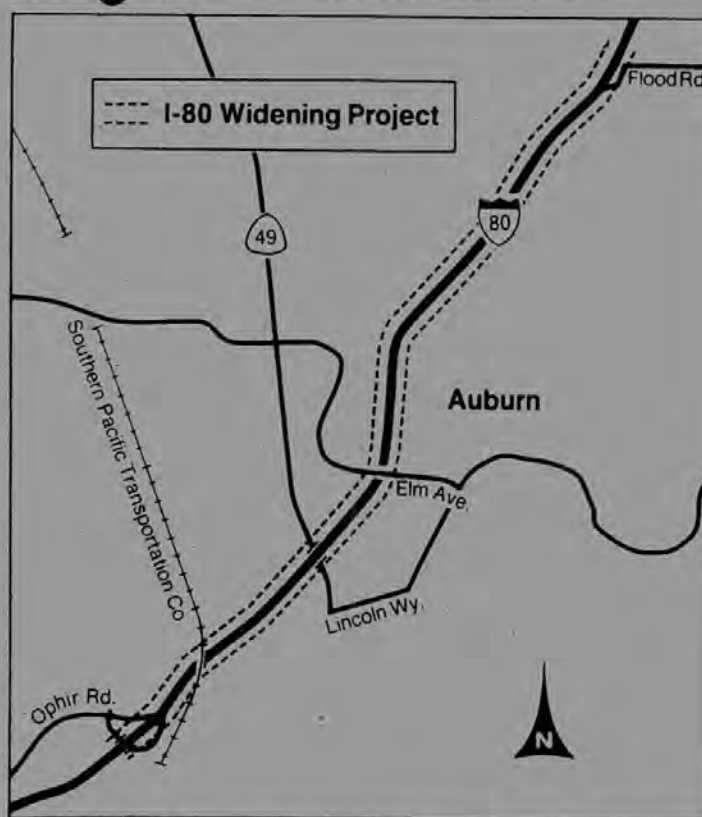 I-80 Widening Project
Flood Rd
49
80
Southern Pacific Transportation Co
Auburn
Elm Ave.
Lincoln Wy.
Ophir Rd.
N